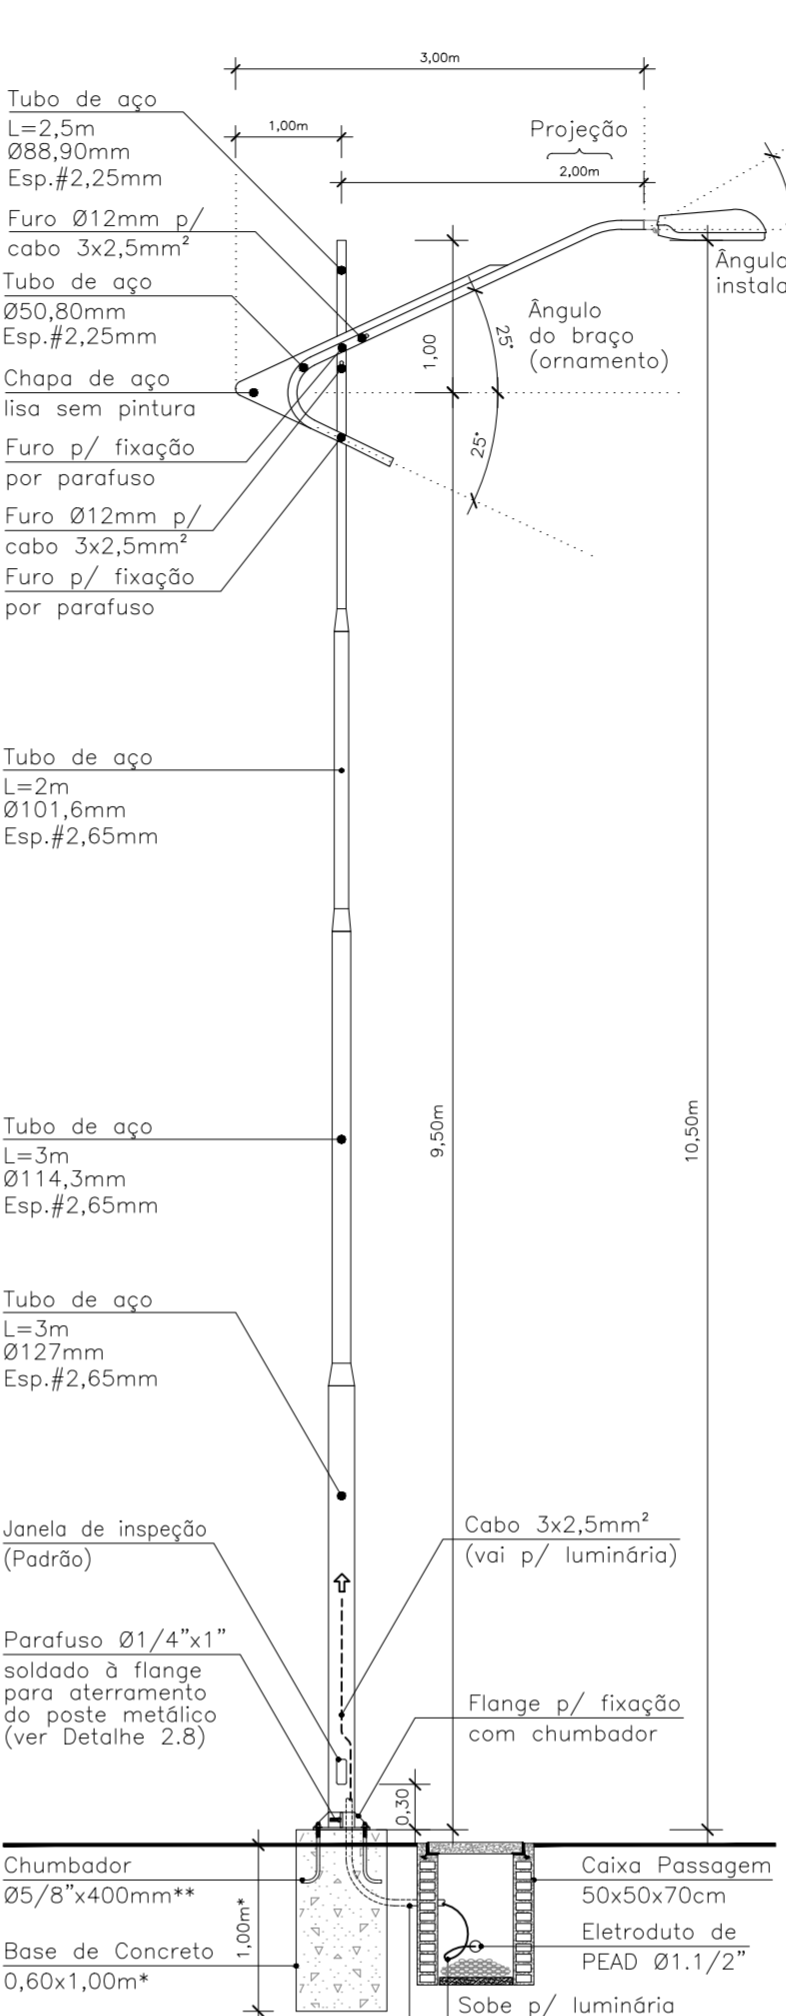 3,00m
Tubo de aço
L=2,5m
Ø88,90mm
Esp.#2,25mm
1,00m
Projeção
2,00m
Furo Ø12mm p/
cabo 3x2,5mm²
Tubo de aço
Ø50,80mm
Esp.#2,25mm
Chapa de aço
lisa sem pintura
Furo p/ fixação
por parafuso
Furo Ø12mm p/
cabo 3x2,5mm²
Furo p/ fixação
por parafuso
1,00
25°
25°
Ângulo
do braço
(ornamento)
Ângulo
instala
Tubo de aço
L=2m
Ø101,6mm
Esp.#2,65mm
Tubo de aço
L=3m
Ø114,3mm
Esp.#2,65mm
9,50m
10,50m
Tubo de aço
L=3m
Ø127mm
Esp.#2,65mm
Janela de inspeção
(Padrão)
Cabo 3x2,5mm²
(vai p/ luminária)
Parafuso Ø1/4”x1”
soldado à flange
para aterramento
do poste metálico
(ver Detalhe 2.8)
Flange p/ fixação
com chumbador
0,30
Chumbador
Ø5/8”x400mm**
1,00m*
Base de Concreto
0,60x1,00m*
Caixa Passagem
50x50x70cm
Eletroduto de
PEAD Ø1.1/2”
Sobe p/ luminária